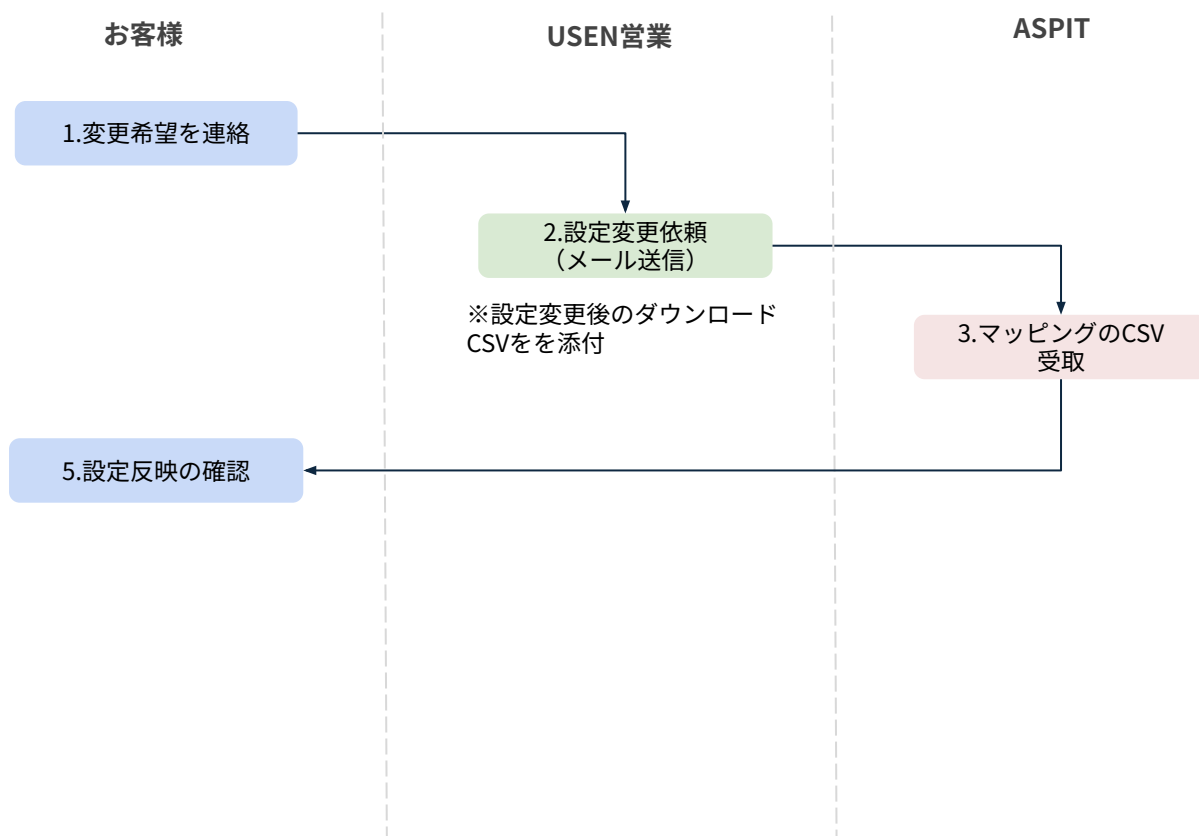 お客様
USEN営業
ASPIT
1.変更希望を連絡
2.設定変更依頼
（メール送信）
※設定変更後のダウンロード
CSVをを添付
3.マッピングのCSV
受取
5.設定反映の確認